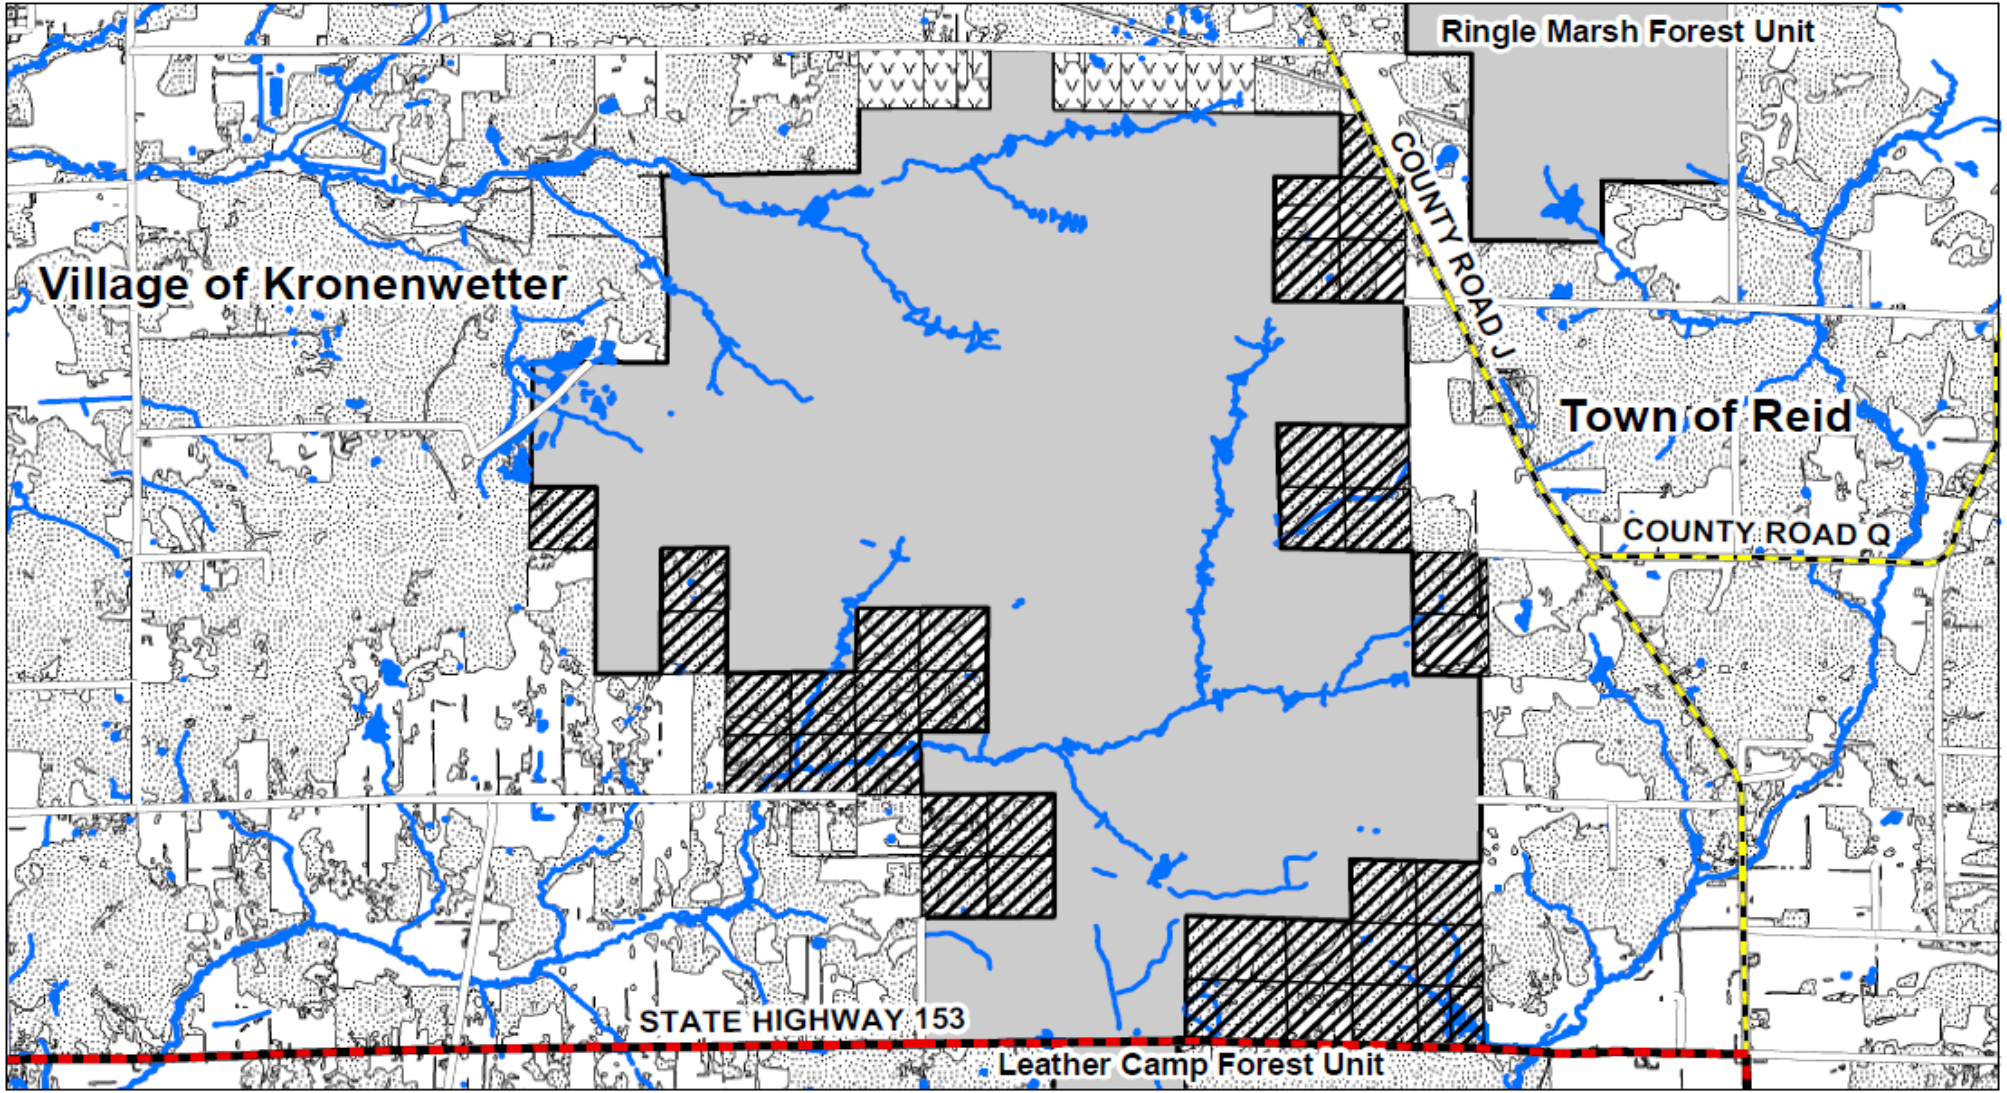 Ringle Marsh Forest Unit
COUNTY ROAD J
Village of Kronenwetter
Town of Reid
COUNTY ROAD Q
STATE HIGHWAY 153
Leather Camp Forest Unit